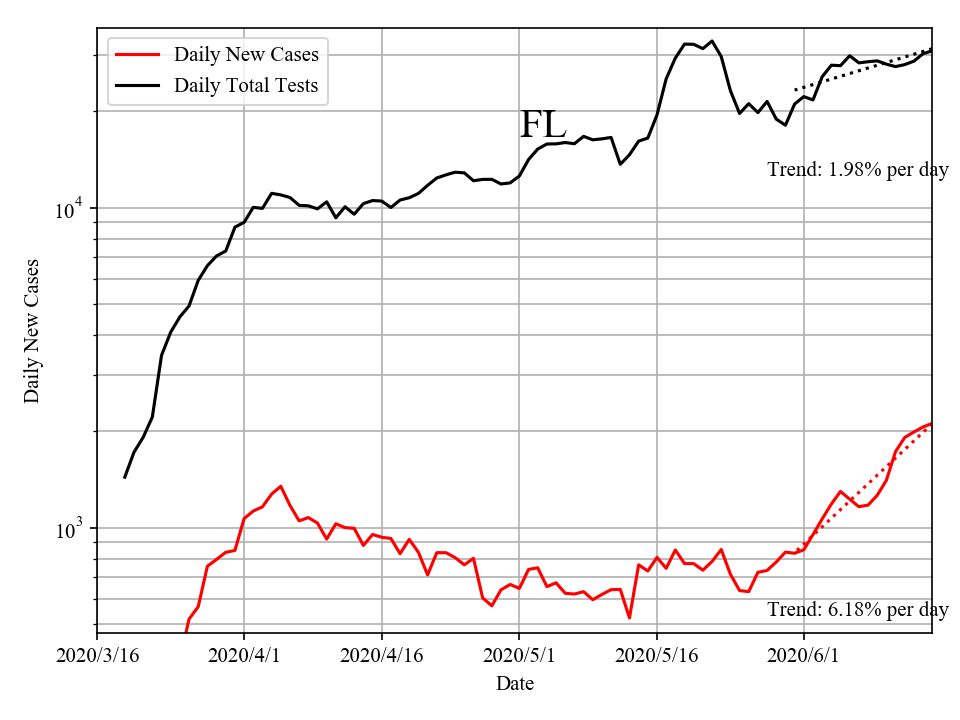 Daily New Cases
Daily Total Tests
FL
Trend: 1.98% per day
10^4
Daily New Cases
10^3
Trend: 6.18% per day
2020/3/16
2020/4/1
2020/4/16
2020/5/1
2020/5/16
2020/6/1
Date